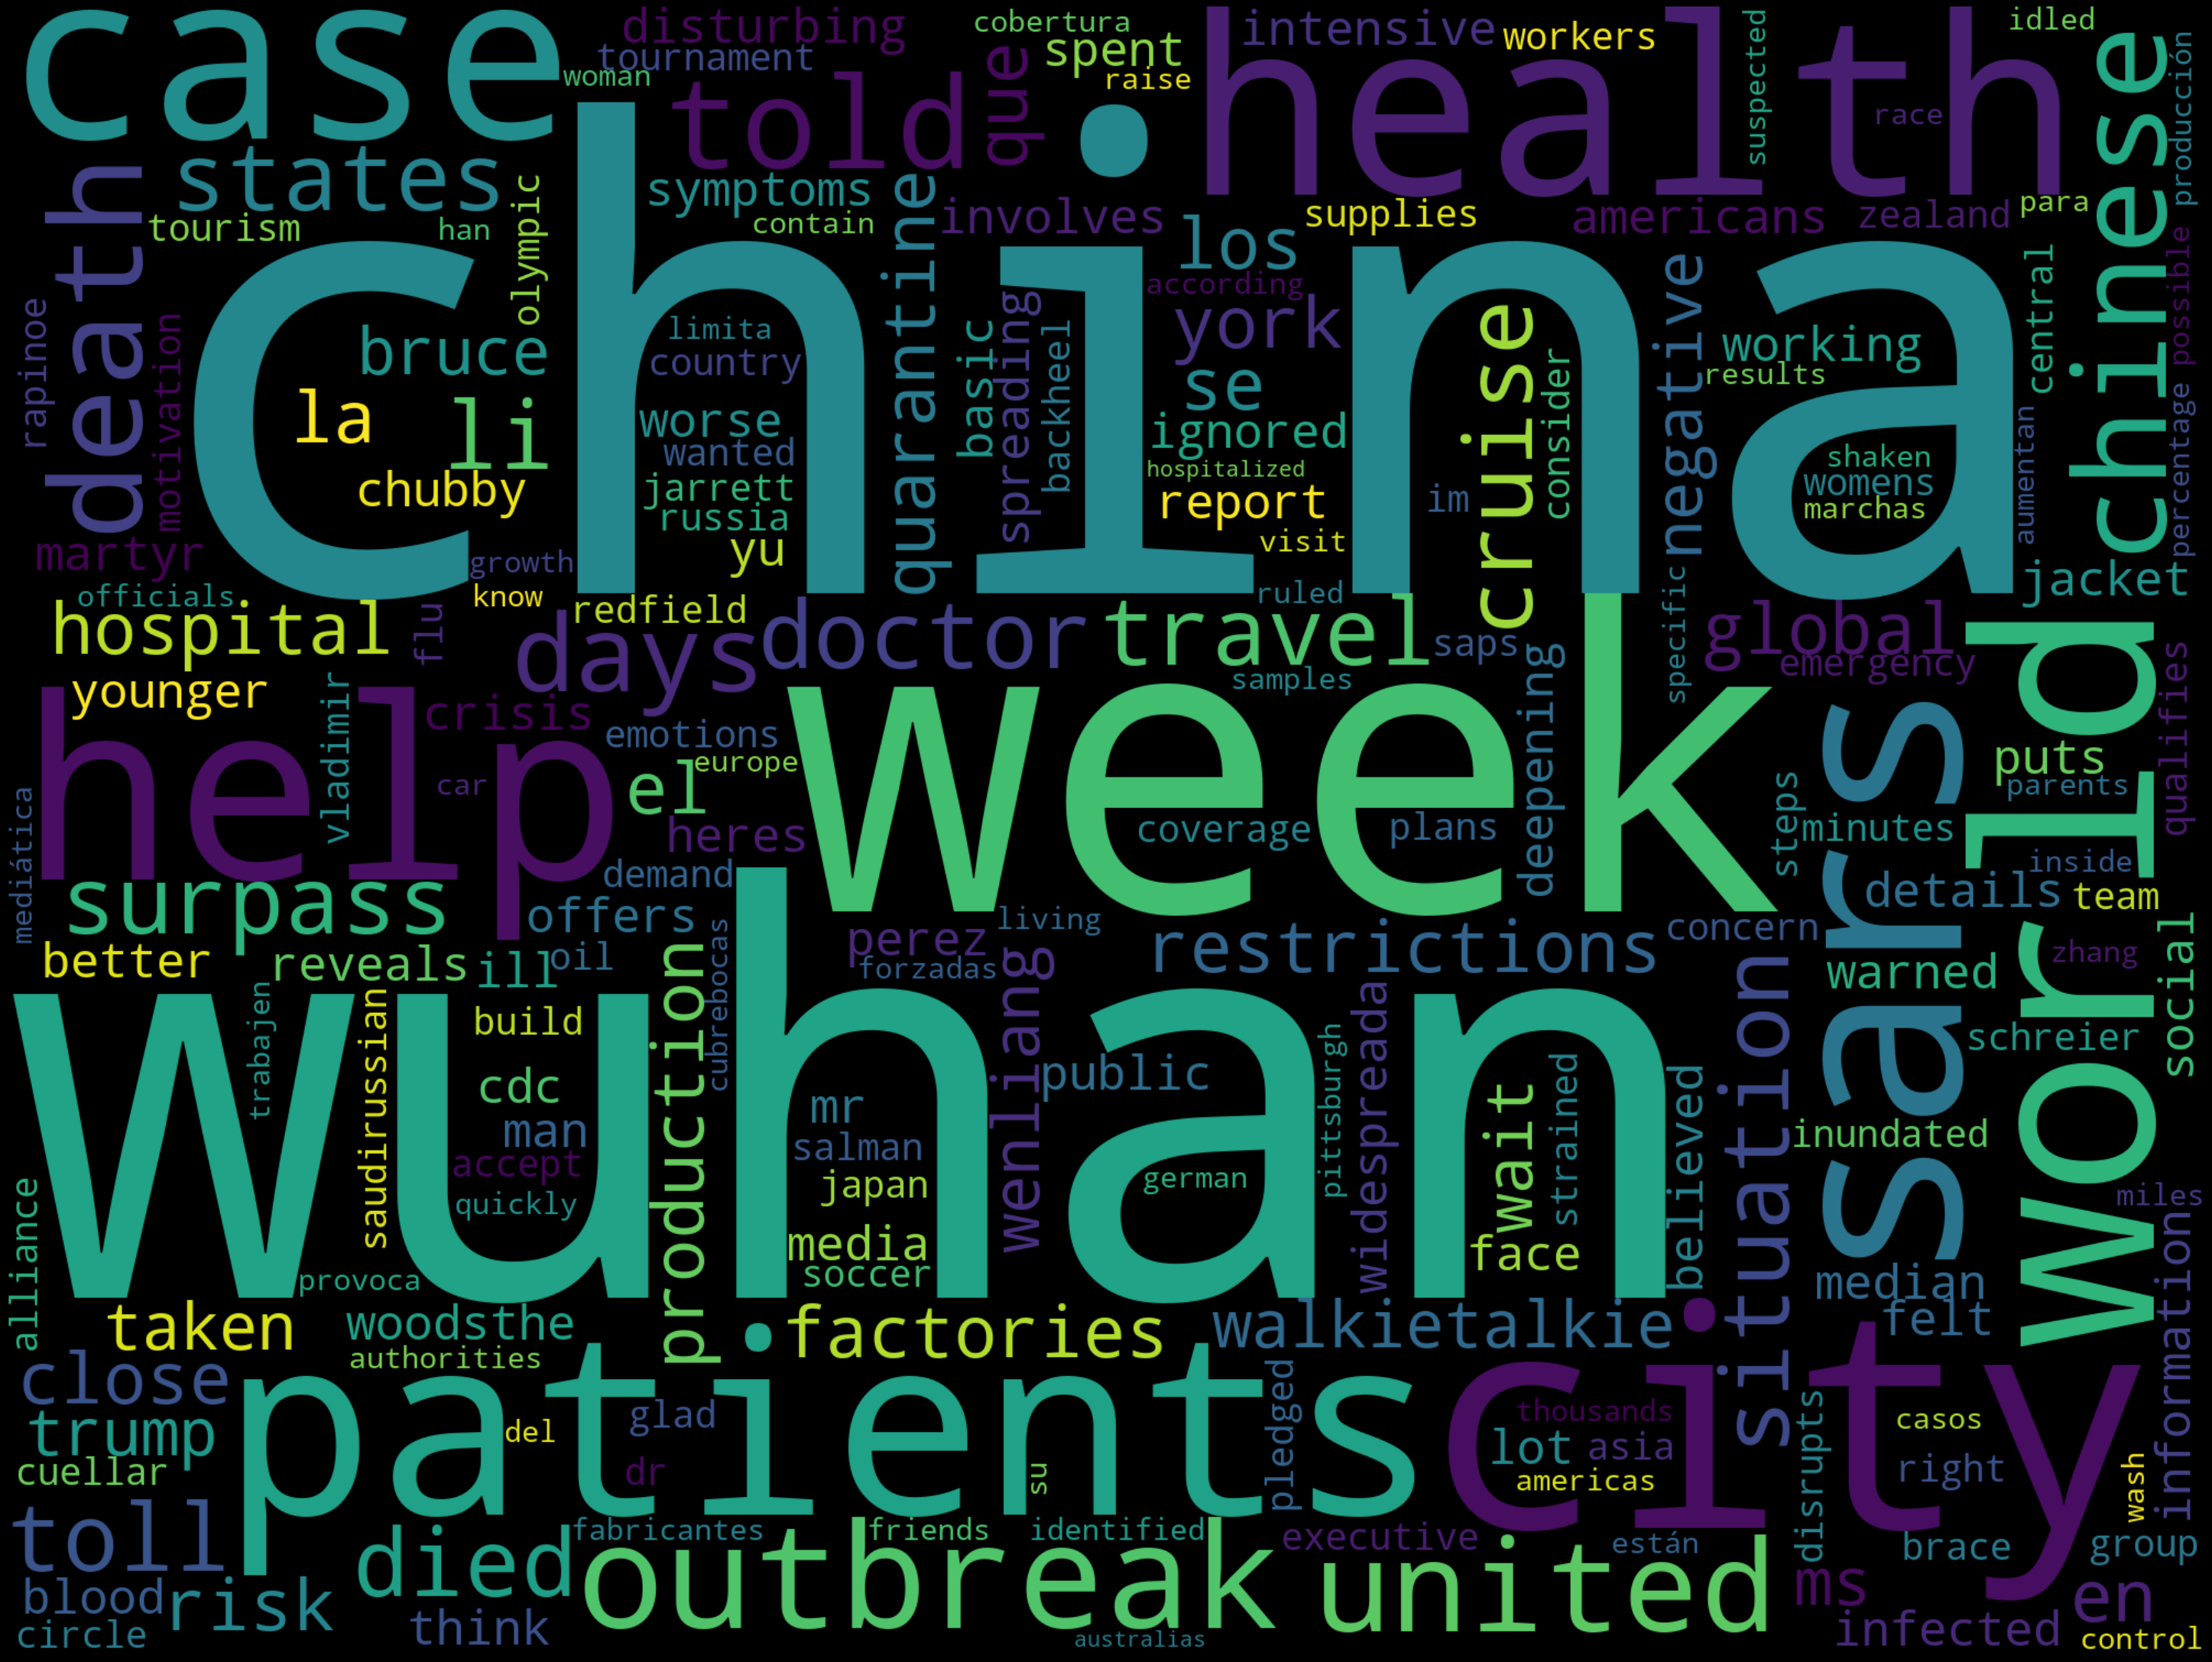 case
disturbing
cobertura
idled
tournament
spent
intensive
workers
suspected
woman
told
que
raise
health
race
chinese
producción
death
states
symptoms
quarantine
involves
los
supplies
americans
zealand
para
tourism
han
olympic
contain
china
according
york
cruise
negative
central
possible
rapinoe
motivation
bruce
limita
country
basic
spreading
backheel
se
consider
working
results
percentage
la
li
worse
wanted
ignored
aumentan
chubby
jarrett
russia
hospitalized
report
im
shaken
womens
marchas
martyr
growth
yu
visit
jacket
officials
know
redfield
ruled
specific
hospital
flu
days
doctor
travel
saps
global
emergency
world
qualifies
younger
vladimir
crisis
week
samples
deepening
sars
help
emotions
europe
puts
car
el
parents
mediática
heres
coverage
plans
steps
minutes
surpass
demand
inside
offers
living
details
team
better
reveals
ill
oil
production
cubrebocas
perez
forzadas
wenliang
restrictions
concern
situation
warned
zhang
social
wuhan
trabajen
saudirussian
build
public
pittsburgh
widespreada
schreier
cdc
mr
wait
strained
believed
man
salman
inundated
accept
japan
german
quickly
miles
alliance
media
face
information
provoca
soccer
median
taken
woodsthe
factories
walkietalkie
felt
authorities
close
patients
pledged
city
trump
del
glad
thousands
disrupts
casos
lot
asia
cuellar
dr
su
americas
right
wash
toll
died
fabricantes
friends
identified
executive
están
brace
group
outbreak
united
blood
risk
ms
en
circle
think
australias
infected
control